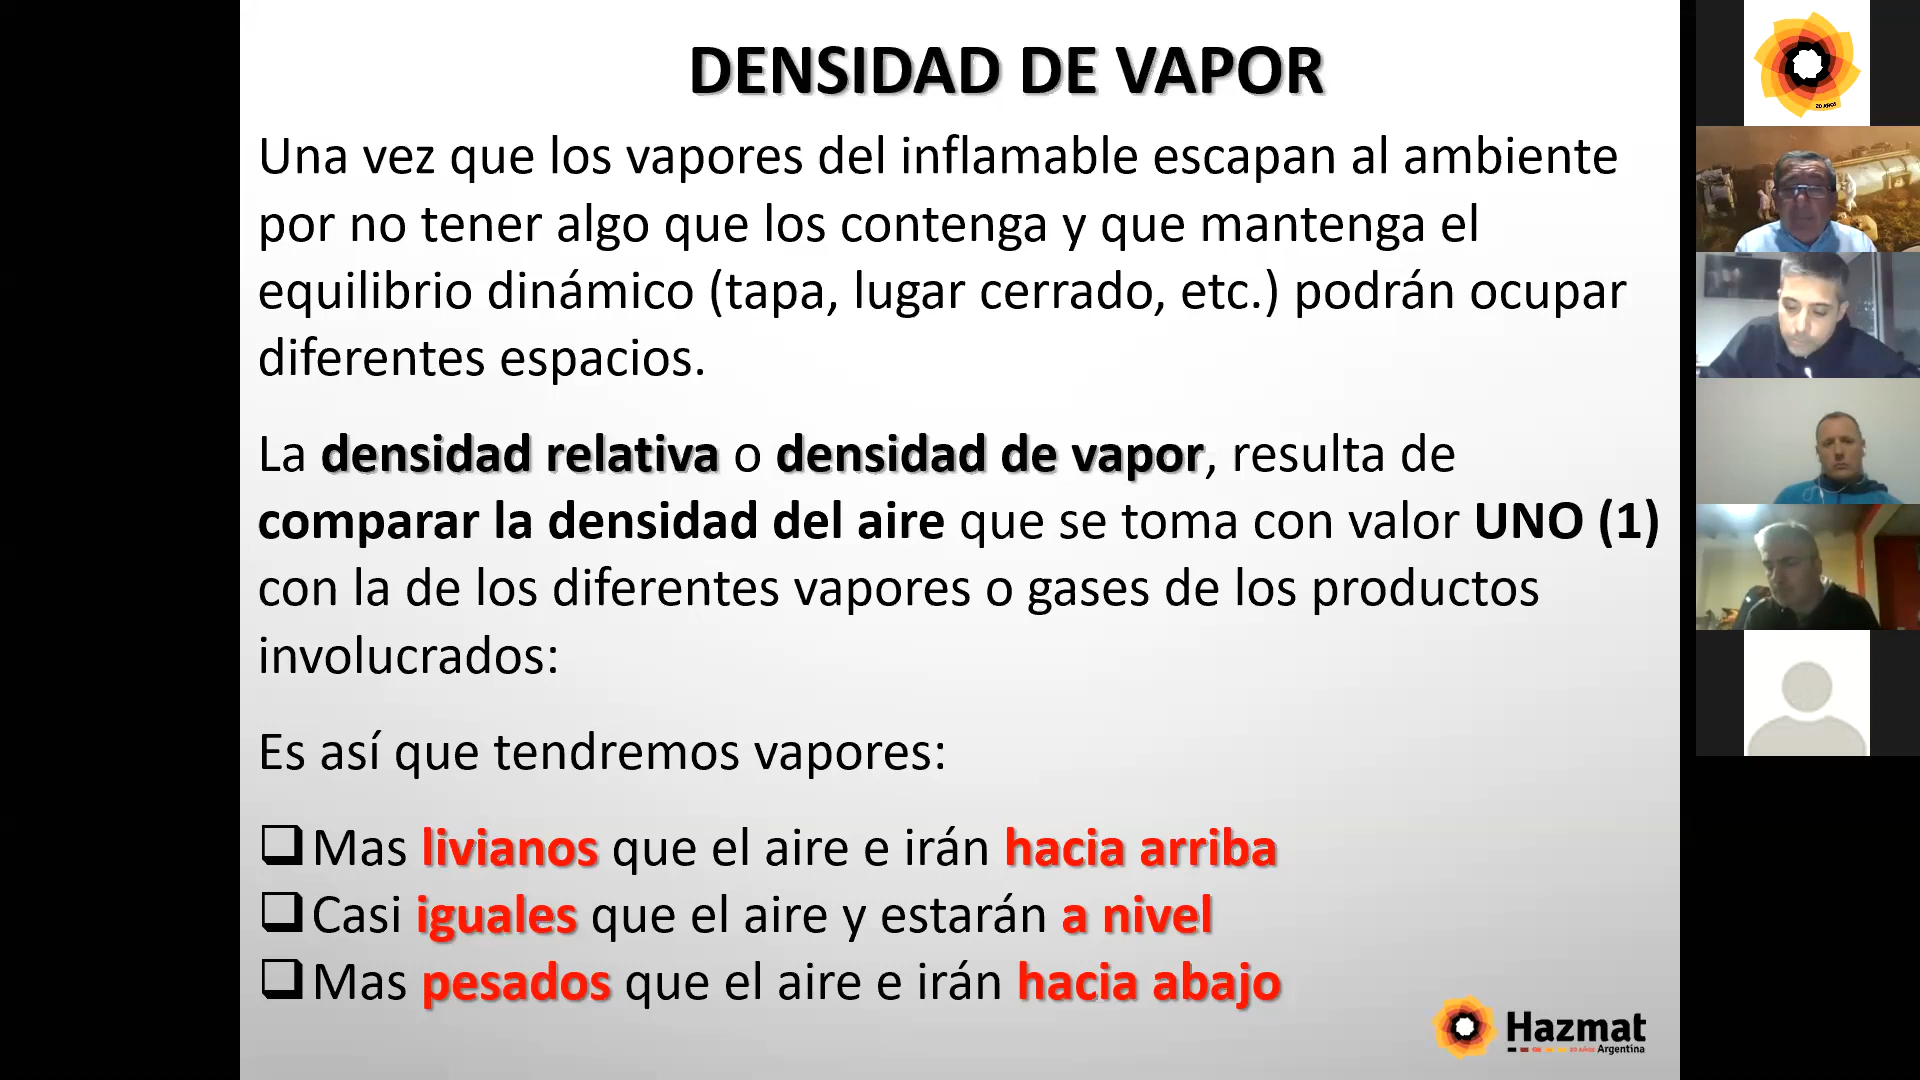 DENSIDAD DE VAPOR
Una vez que los vapores del inflamable escapan al ambiente
por no tener algo que los contenga y que mantenga el
equilibrio dinámico (tapa, lugar cerrado, etc.) podrán ocupar
diferentes espacios.
La densidad relativa o densidad de vapor, resulta de
comparar la densidad del aire que se toma con valor UNO (1)
con la de los diferentes vapores o gases de los productos
involucrados:
Es así que tendremos vapores:
Mas livianos que el aire e irán hacia arriba
Casi iguales que el aire y estarán a nivel
Mas pesados que el aire e irán hacia abajo
Hazmat
20 AÑOS Argentina
20 AÑOS